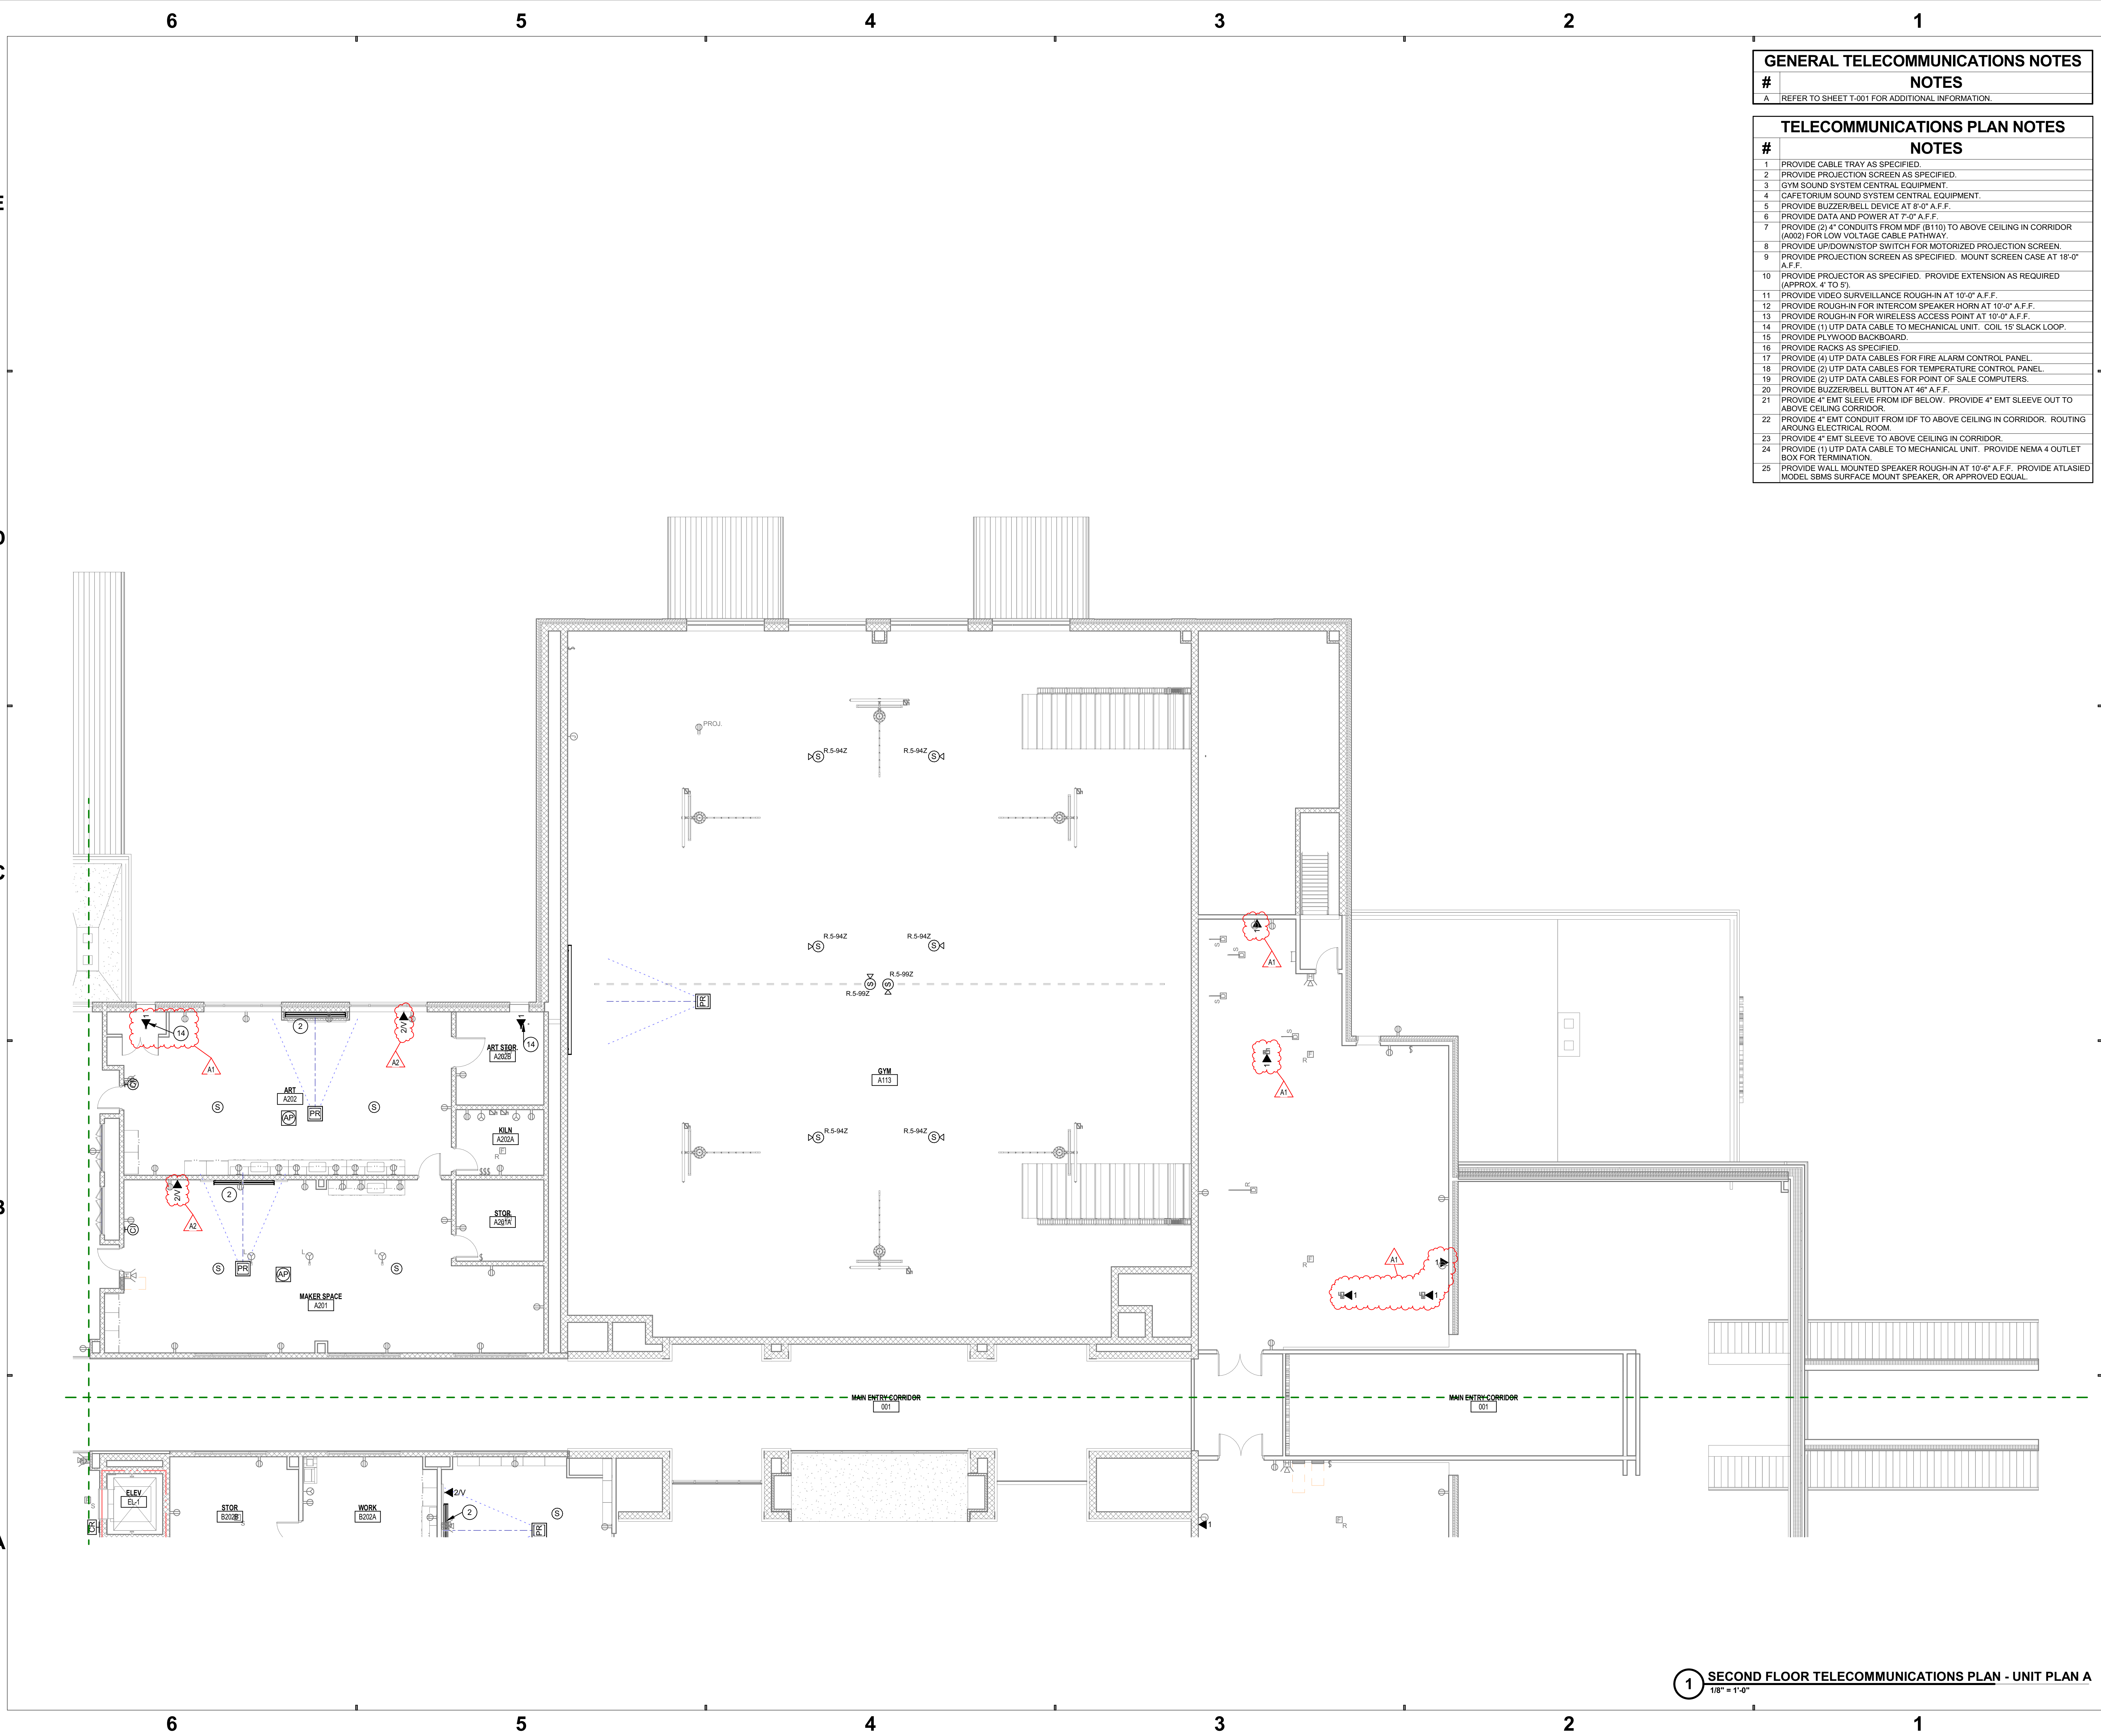 6 5 4 3 2 1
GENERAL TELECOMMUNICATIONS NOTES
# NOTES
A REFER TO SHEET T-001 FOR ADDITIONAL INFORMATION.
TELECOMMUNICATIONS PLAN NOTES
# NOTES
1 PROVIDE CABLE TRAY AS SPECIFIED.
2 PROVIDE PROJECTION SCREEN AS SPECIFIED.
3 GYM SOUND SYSTEM CENTRAL EQUIPMENT.
4 CAFETORIUM SOUND SYSTEM CENTRAL EQUIPMENT.
5 PROVIDE BUZZER/BELL DEVICE AT 8'-0" A.F.F.
6 PROVIDE DATA AND POWER AT 7'-0" A.F.F.
7 PROVIDE (2) 4" CONDUITS FROM MDF (B110) TO ABOVE CEILING IN CORRIDOR
(A002) FOR LOW VOLTAGE CABLE PATHWAY.
8 PROVIDE UP/DOWN/STOP SWITCH FOR MOTORIZED PROJECTION SCREEN.
9 PROVIDE PROJECTION SCREEN AS SPECIFIED. MOUNT SCREEN CASE AT 18'-0"
A.F.F.
10 PROVIDE PROJECTOR AS SPECIFIED. PROVIDE EXTENSION AS REQUIRED
(APPROX. 4' TO 5').
11 PROVIDE VIDEO SURVEILLANCE ROUGH-IN AT 10'-0" A.F.F.
12 PROVIDE ROUGH-IN FOR INTERCOM SPEAKER HORN AT 10'-0" A.F.F.
13 PROVIDE ROUGH-IN FOR WIRELESS ACCESS POINT AT 10'-0" A.F.F.
14 PROVIDE (1) UTP DATA CABLE TO MECHANICAL UNIT. COIL 15' SLACK LOOP.
15 PROVIDE PLYWOOD BACKBOARD.
16 PROVIDE RACKS AS SPECIFIED.
17 PROVIDE (4) UTP DATA CABLES FOR FIRE ALARM CONTROL PANEL.
18 PROVIDE (2) UTP DATA CABLES FOR TEMPERATURE CONTROL PANEL.
19 PROVIDE (2) UTP DATA CABLES FOR POINT OF SALE COMPUTERS.
20 PROVIDE BUZZER/BELL BUTTON AT 46" A.F.F.
21 PROVIDE 4" EMT SLEEVE FROM IDF BELOW. PROVIDE 4" EMT SLEEVE OUT TO
ABOVE CEILING CORRIDOR.
22 PROVIDE 4" EMT CONDUIT FROM IDF TO ABOVE CEILING IN CORRIDOR. ROUTING
AROUNG ELECTRICAL ROOM.
23 PROVIDE 4" EMT SLEEVE TO ABOVE CEILING IN CORRIDOR.
24 PROVIDE (1) UTP DATA CABLE TO MECHANICAL UNIT. PROVIDE NEMA 4 OUTLET
BOX FOR TERMINATION.
25 PROVIDE WALL MOUNTED SPEAKER ROUGH-IN AT 10'-6" A.F.F. PROVIDE ATLASIED
MODEL SBMS SURFACE MOUNT SPEAKER, OR APPROVED EQUAL.
PROJ.
S R.5-94Z R.5-94Z S
S R.5-94Z R.5-94Z S
1
A1
R.5-99Z
R.5-99Z S S
PR
1 14 2 2/V 1 14
A1 A2
ART STOR.
A202B
1
A1
GYM
A113
ART
A202
S AP PR S
KILN
A202A
R F
SSS
S R.5-94Z R.5-94Z S
2/V 2
A2
STOR.
A201A
L L
S PR AP S
MAKER SPACE
A201
A1
1
1 1
R F
MAIN ENTRY CORRIDOR
001
MAIN ENTRY CORRIDOR
001
ELEV
EL-1
STOR
B202B
WORK
B202A
2/V
2
S
PR
CR
1
F
R
1 SECOND FLOOR TELECOMMUNICATIONS PLAN - UNIT PLAN A
1/8" = 1'-0"
6 5 4 3 2 1